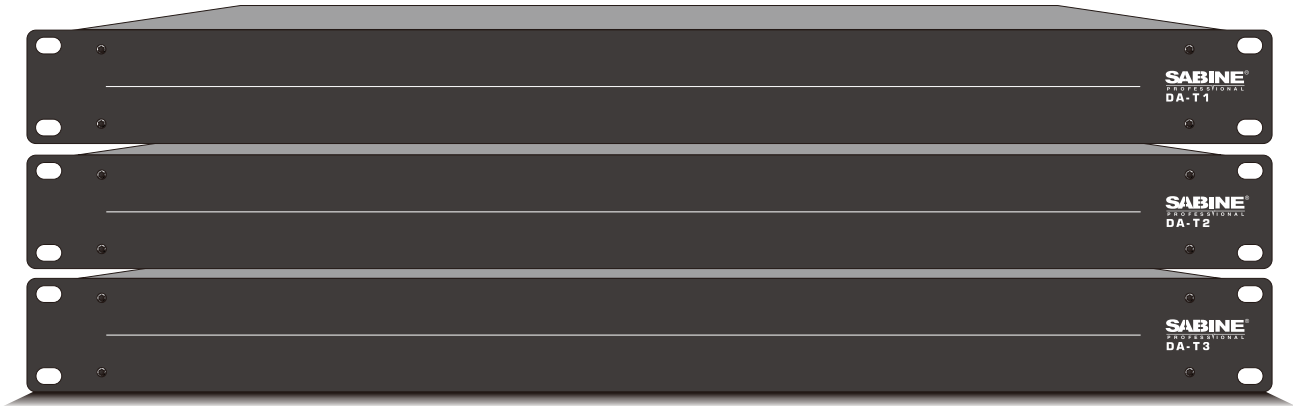 SABINE®
PROFESSIONAL
DA-T1
SABINE®
PROFESSIONAL
DA-T2
SABINE®
PROFESSIONAL
DA-T3